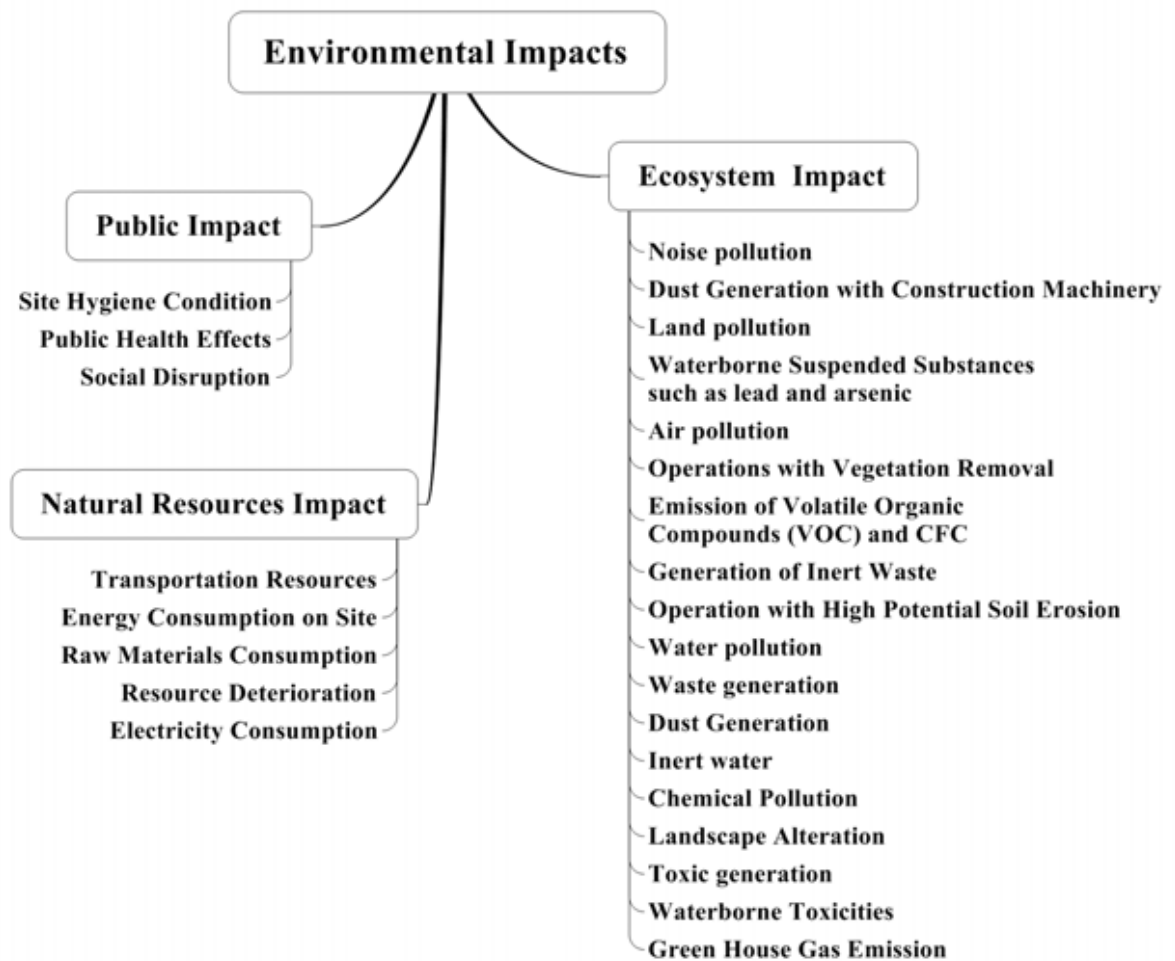 Environmental Impacts
Public Impact
Site Hygiene Condition
Public Health Effects
Social Disruption
Natural Resources Impact
Transportation Resources
Energy Consumption on Site
Raw Materials Consumption
Resource Deterioration
Electricity Consumption
Ecosystem Impact
Noise pollution
Dust Generation with Construction Machinery
Land pollution
Waterborne Suspended Substances
such as lead and arsenic
Air pollution
Operations with Vegetation Removal
Emission of Volatile Organic
Compounds (VOC) and CFC
Generation of Inert Waste
Operation with High Potential Soil Erosion
Water pollution
Waste generation
Dust Generation
Inert water
Chemical Pollution
Landscape Alteration
Toxic generation
Waterborne Toxicities
Green House Gas Emission